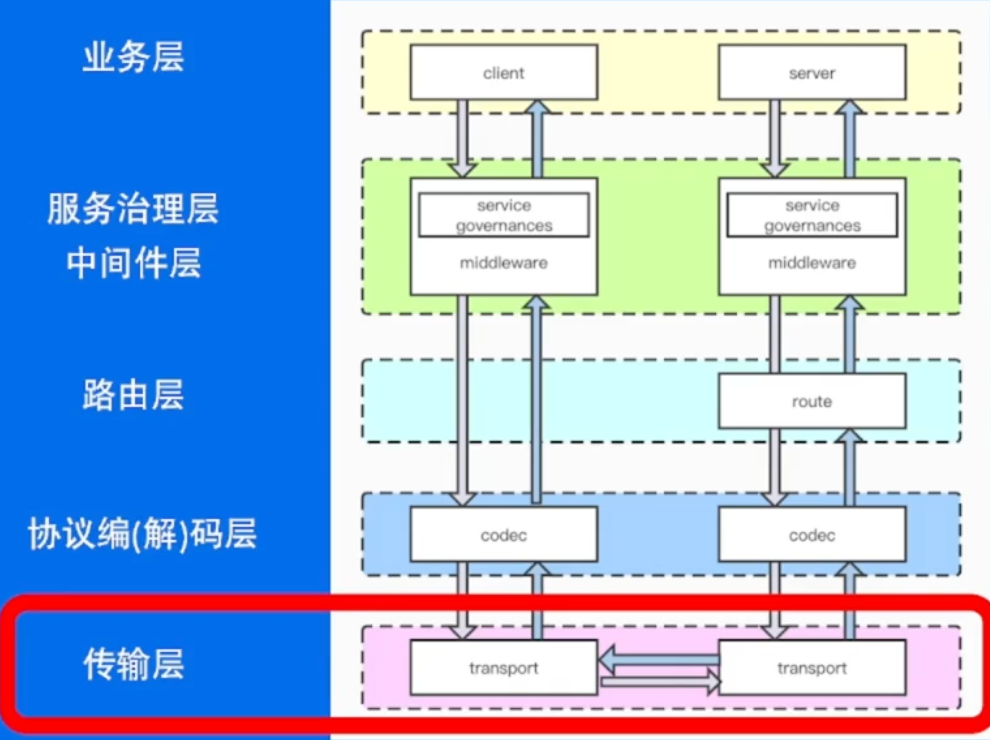 业务层
client
server
服务治理层
中间件层
service
governances
middleware
service
governances
middleware
路由层
route
协议编(解)码层
codec
codec
传输层
transport
transport